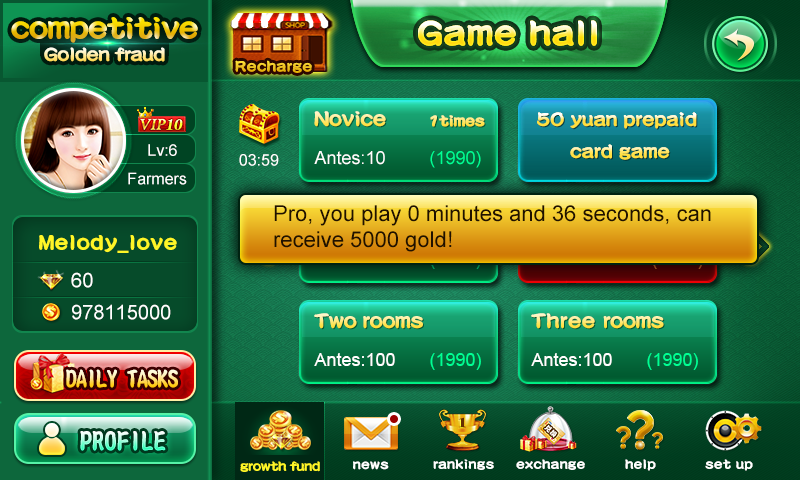 competitive
Golden fraud
Recharge
Game hall
VIP10
Lv:6
Farmers
03:59
Novice 1times
Antes:10 (1990)
50 yuan prepaid
card game
Pro, you play 0 minutes and 36 seconds, can
receive 5000 gold!
Melody_love
60
978115000
Two rooms
Antes:100 (1990)
Three rooms
Antes:100 (1990)
DAILY TASKS
PROFILE
growth fund
news
rankings
exchange
help
set up